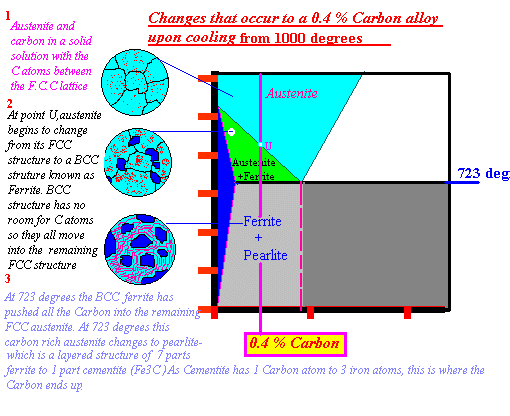 Changes that occur to a 0.4 % Carbon alloy
upon cooling from 1000 degrees
1
Austenite and
carbon in a solid
solution with the
C atoms between
the F.C.C lattice
2
At point U,austenite
begins to change
from its FCC
structure to a BCC
struture known as
Ferrite. BCC
structure has no
room for C atoms
so they all move
into the remaining
FCC structure
3
At 723 degrees the BCC ferrite has
pushed all the Carbon into the remaining
FCC austenite. At 723 degrees this
carbon rich austenite changes to pearlite-
which is a layered structure of 7 parts
ferrite to 1 part cementite (Fe3C) As Cementite has 1 Carbon atom to 3 iron atoms, this is where the
Carbon ends up
Austenite
U
Austenite
+Ferrite
723 deg
Ferrite
+
Pearlite
0.4 % Carbon